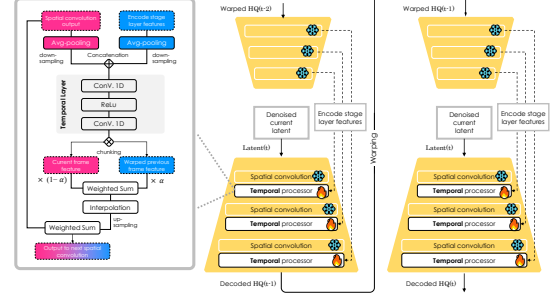 Spatial convolution
output
Encode stage
layer features
Avg-pooling
Avg-pooling
down-
sampling
Concatenation
down-
sampling
Temporal Layer
ConV. 1D
ReLu
ConV. 1D
chunking
Current frame
feature
Warped previous
frame feature
× (1- α)
× α
Weighted Sum
Interpolation
up-
sampling
Weighted Sum
Output to next spatial
convolution
Warped HQ(t-2)
Denoised
current
latent
Encode stage
layer features
Latent(t)
Spatial convolution
Temporal processor
Spatial convolution
Temporal processor
Spatial convolution
Temporal processor
Decoded HQ(t-1)
Warping
Warped HQ(t-1)
Denoised
current
latent
Encode stage
layer features
Latent(t)
Spatial convolution
Temporal processor
Spatial convolution
Temporal processor
Spatial convolution
Temporal processor
Decoded HQ(t)